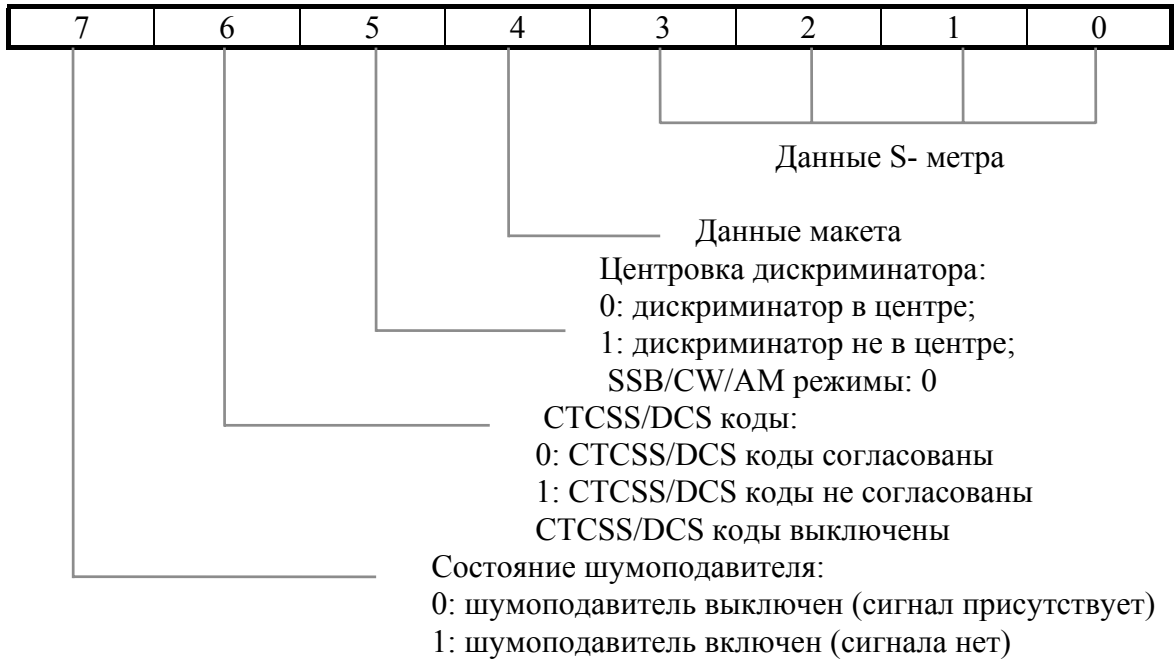 7 6 5 4 3 2 1 0
Данные S- метра
Данные макета
Центровка дискриминатора:
0: дискриминатор в центре;
1: дискриминатор не в центре;
SSB/CW/AM режимы: 0
CTCSS/DCS коды:
0: CTCSS/DCS коды согласованы
1: CTCSS/DCS коды не согласованы
CTCSS/DCS коды выключены
Состояние шумоподавителя:
0: шумоподавитель выключен (сигнал присутствует)
1: шумоподавитель включен (сигнала нет)